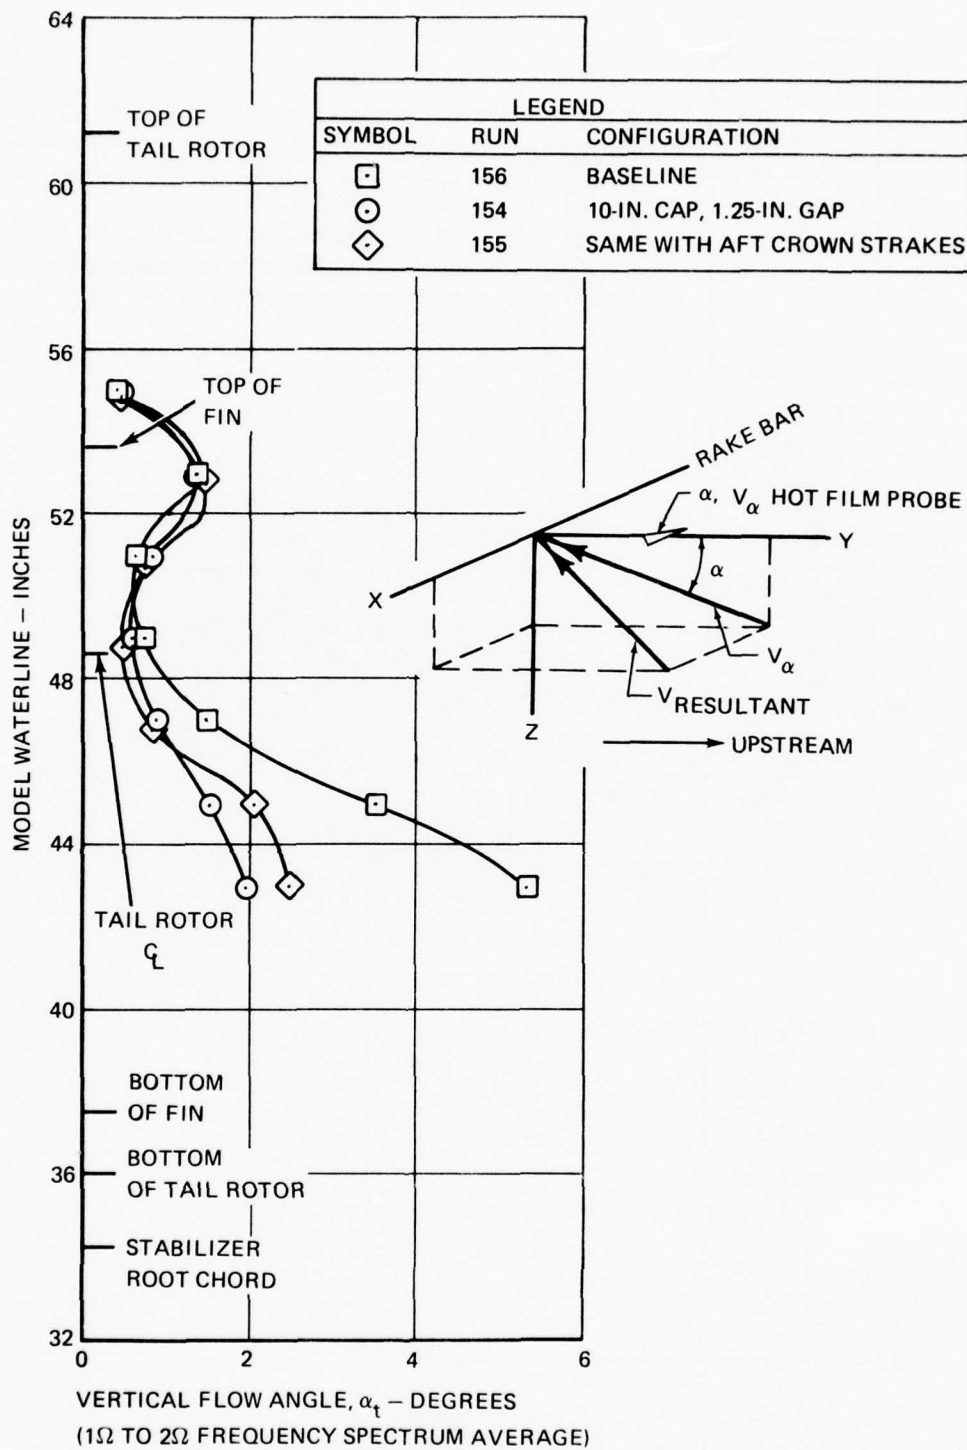 64
TOP OF
TAIL ROTOR
LEGEND
SYMBOL RUN CONFIGURATION
156 BASELINE
154 10-IN. CAP, 1.25-IN. GAP
155 SAME WITH AFT CROWN STRAKES
60
56
TOP OF
FIN
RAKE BAR
α, Vα HOT FILM PROBE
Y
α
X
Vα
V RESULTANT
Z
UPSTREAM
52
48
44
TAIL ROTOR
℄
40
BOTTOM
OF FIN
36
BOTTOM
OF TAIL ROTOR
STABILIZER
ROOT CHORD
32
MODEL WATERLINE – INCHES
0 2 4 6
VERTICAL FLOW ANGLE, αt – DEGREES
(1Ω TO 2Ω FREQUENCY SPECTRUM AVERAGE)